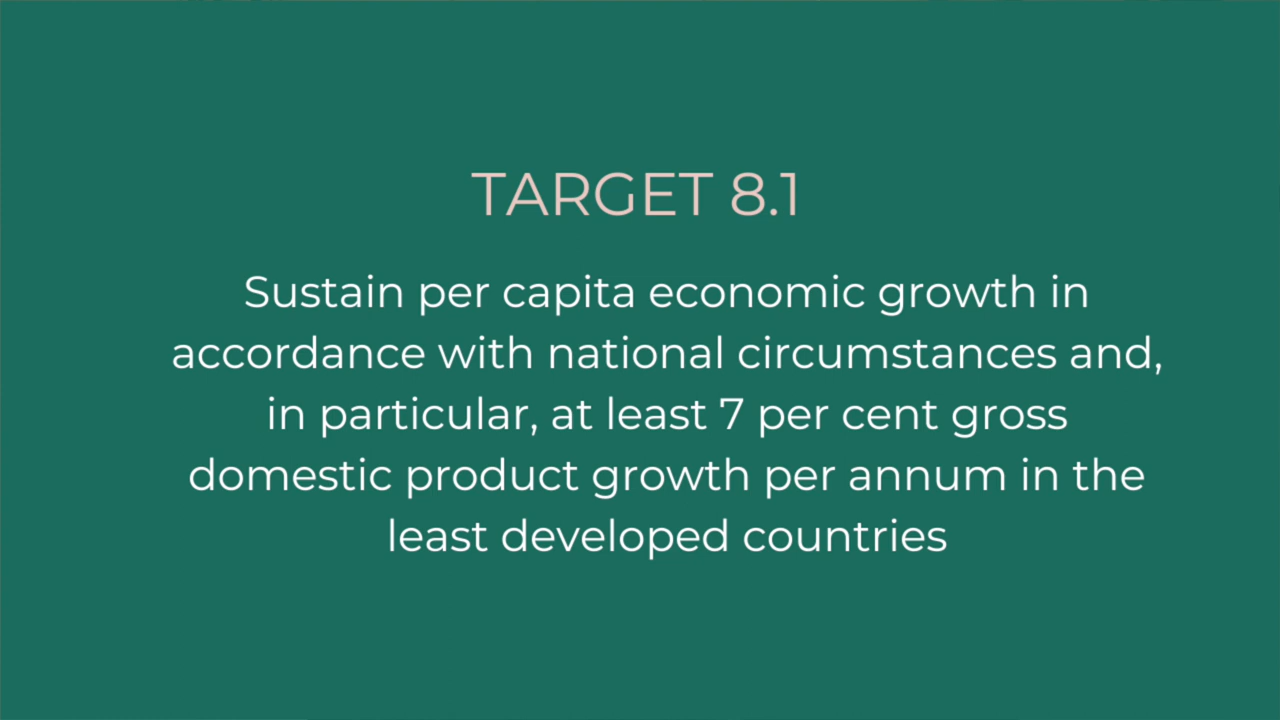 TARGET 8.1
Sustain per capita economic growth in
accordance with national circumstances and,
in particular, at least 7 per cent gross
domestic product growth per annum in the
least developed countries